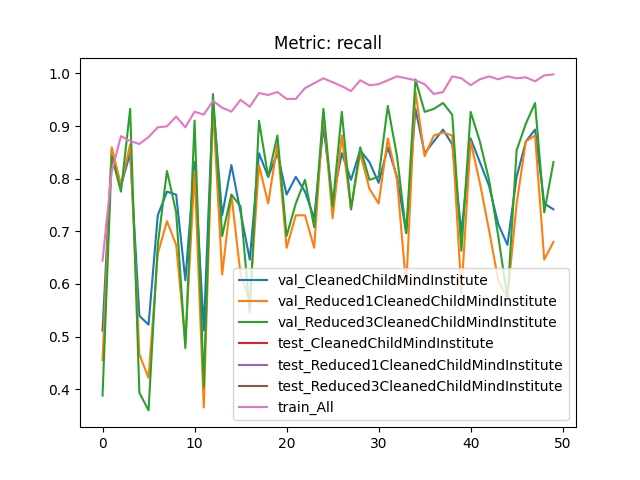 Metric: recall
1.0
0.9
0.8
0.7
0.6
0.5
0.4
val_CleanedChildMindInstitute
val_Reduced1CleanedChildMindInstitute
val_Reduced3CleanedChildMindInstitute
test_CleanedChildMindInstitute
test_Reduced1CleanedChildMindInstitute
test_Reduced3CleanedChildMindInstitute
train_All
0 10 20 30 40 50